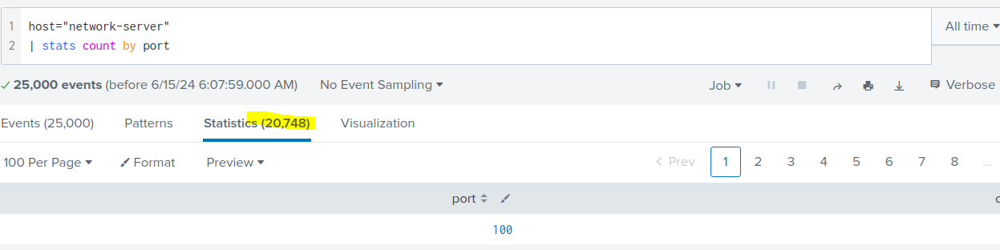 1 host="network-server"
2 | stats count by port
All time
25,000 events (before 6/15/24 6:07:59.000 AM) No Event Sampling Job Verbose
Events (25,000) Patterns Statistics (20,748) Visualization
100 Per Page Format Preview < Prev 1 2 3 4 5 6 7 8 ...
port
100